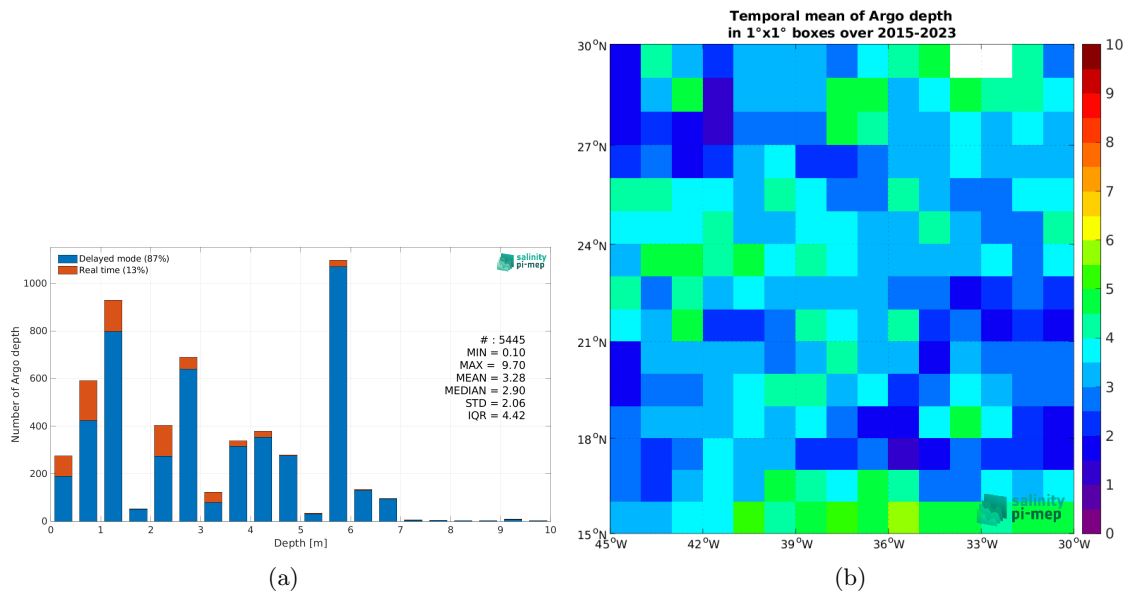 Delayed mode (87%)
Real time (13%)
salinity
pi-mep
# : 5445
MIN = 0.10
MAX = 9.70
MEAN = 3.28
MEDIAN = 2.90
STD = 2.06
IQR = 4.42
Number of Argo depth
1000
800
600
400
200
0
0 1 2 3 4 5 6 7 8 9 10
Depth [m]
(a)
Temporal mean of Argo depth
in 1°x1° boxes over 2015-2023
30°N
27°N
24°N
21°N
18°N
15°N
45°W 42°W 39°W 36°W 33°W 30°W
salinity
pi-mep
10
9
8
7
6
5
4
3
2
1
0
(b)